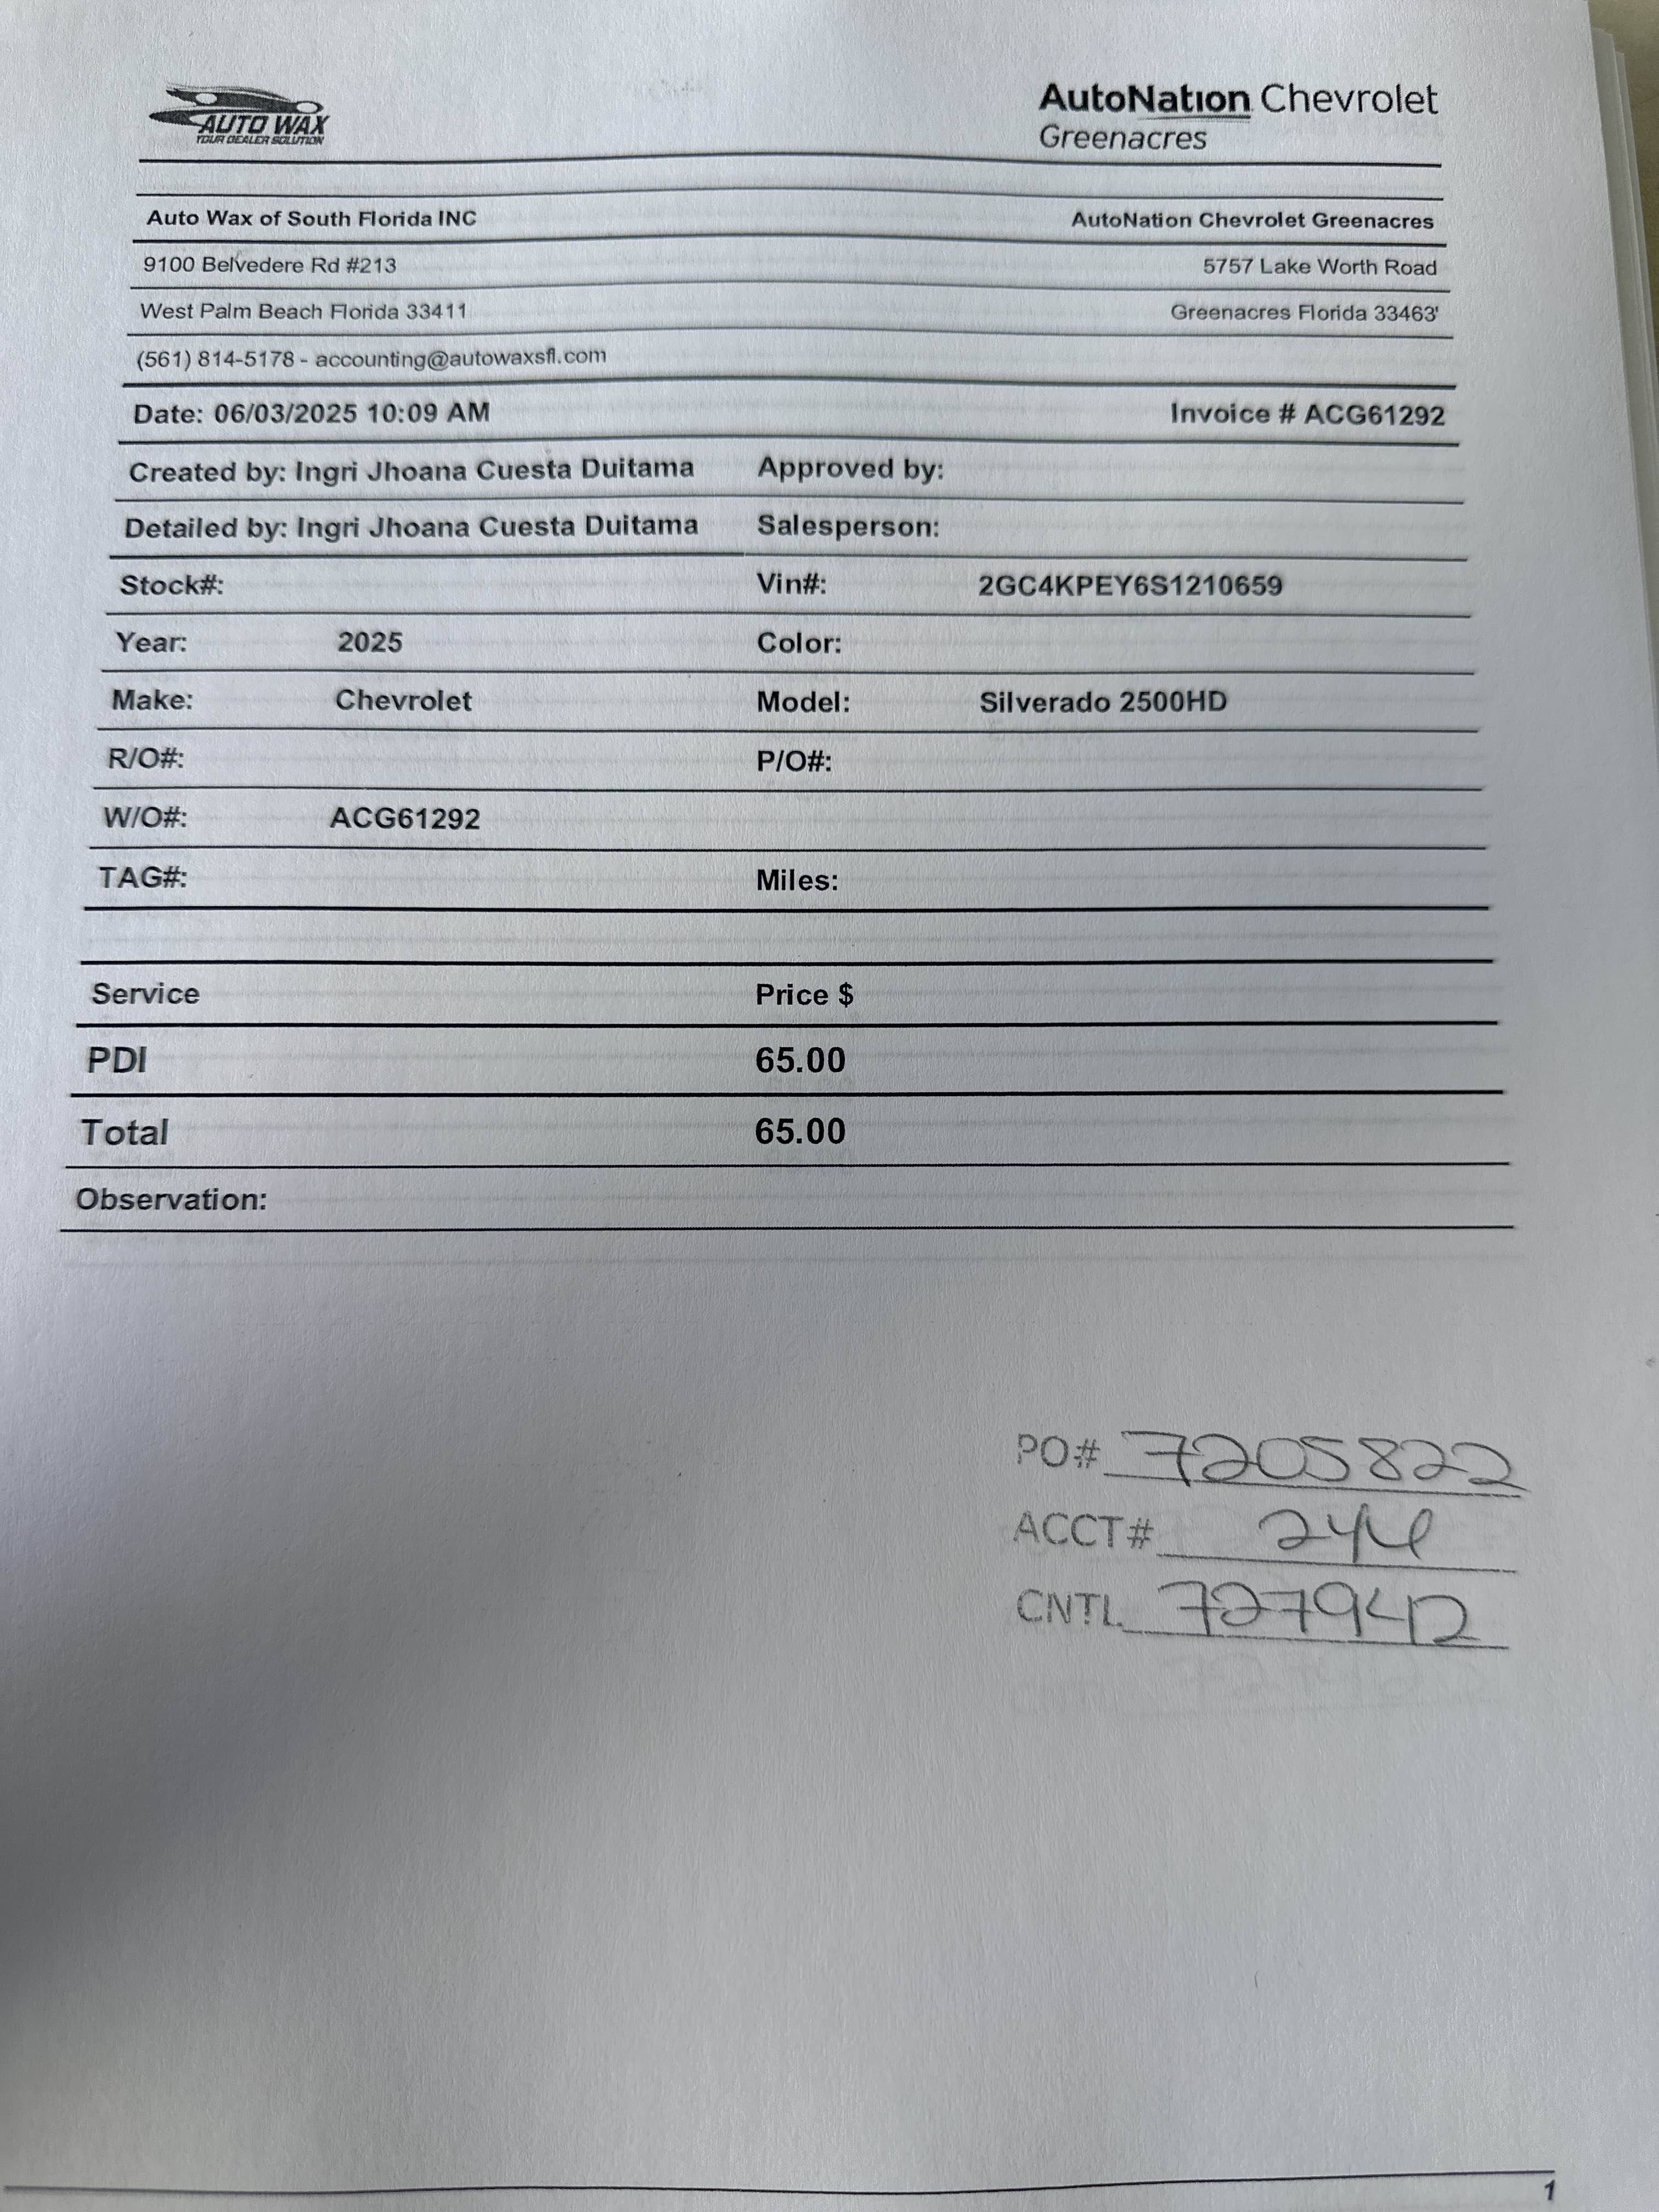 AUTO WAX
YOUR DEALER SOLUTION
AutoNation Chevrolet
Greenacres
Auto Wax of South Florida INC AutoNation Chevrolet Greenacres
9100 Belvedere Rd #213 5757 Lake Worth Road
West Palm Beach Florida 33411 Greenacres Florida 33463'
(561) 814-5178 - accounting@autowaxsfl.com
Date: 06/03/2025 10:09 AM Invoice # ACG61292
Created by: Ingri Jhoana Cuesta Duitama Approved by:
Detailed by: Ingri Jhoana Cuesta Duitama Salesperson:
Stock#: Vin#: 2GC4KPEY6S1210659
Year: 2025 Color:
Make: Chevrolet Model: Silverado 2500HD
R/O#: P/O#:
W/O#: ACG61292
TAG#: Miles:
Service Price $
PDI 65.00
Total 65.00
Observation:
PO# 7205822
ACCT#
CNTL 727942
1